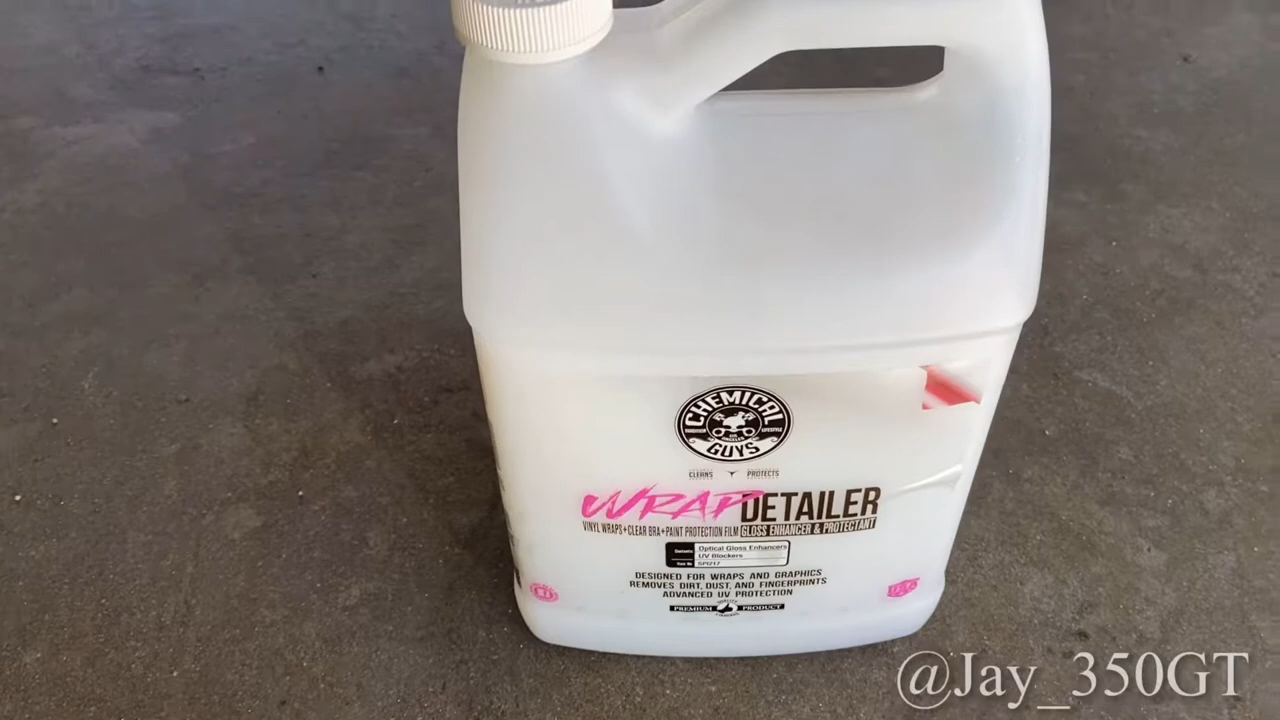 CHEMICAL
GUYS
CLEANS PROTECTS
WRAP DETAILER
VINYL WRAPS+CLEAR BRA+PAINT PROTECTION FILM GLOSS ENHANCER & PROTECTANT
Optical Gloss Enhancers
UV Blockers
DESIGNED FOR WRAPS AND GRAPHICS
REMOVES DIRT, DUST, AND FINGERPRINTS
ADVANCED UV PROTECTION
PREMIUM PRODUCT
@Jay_350GT